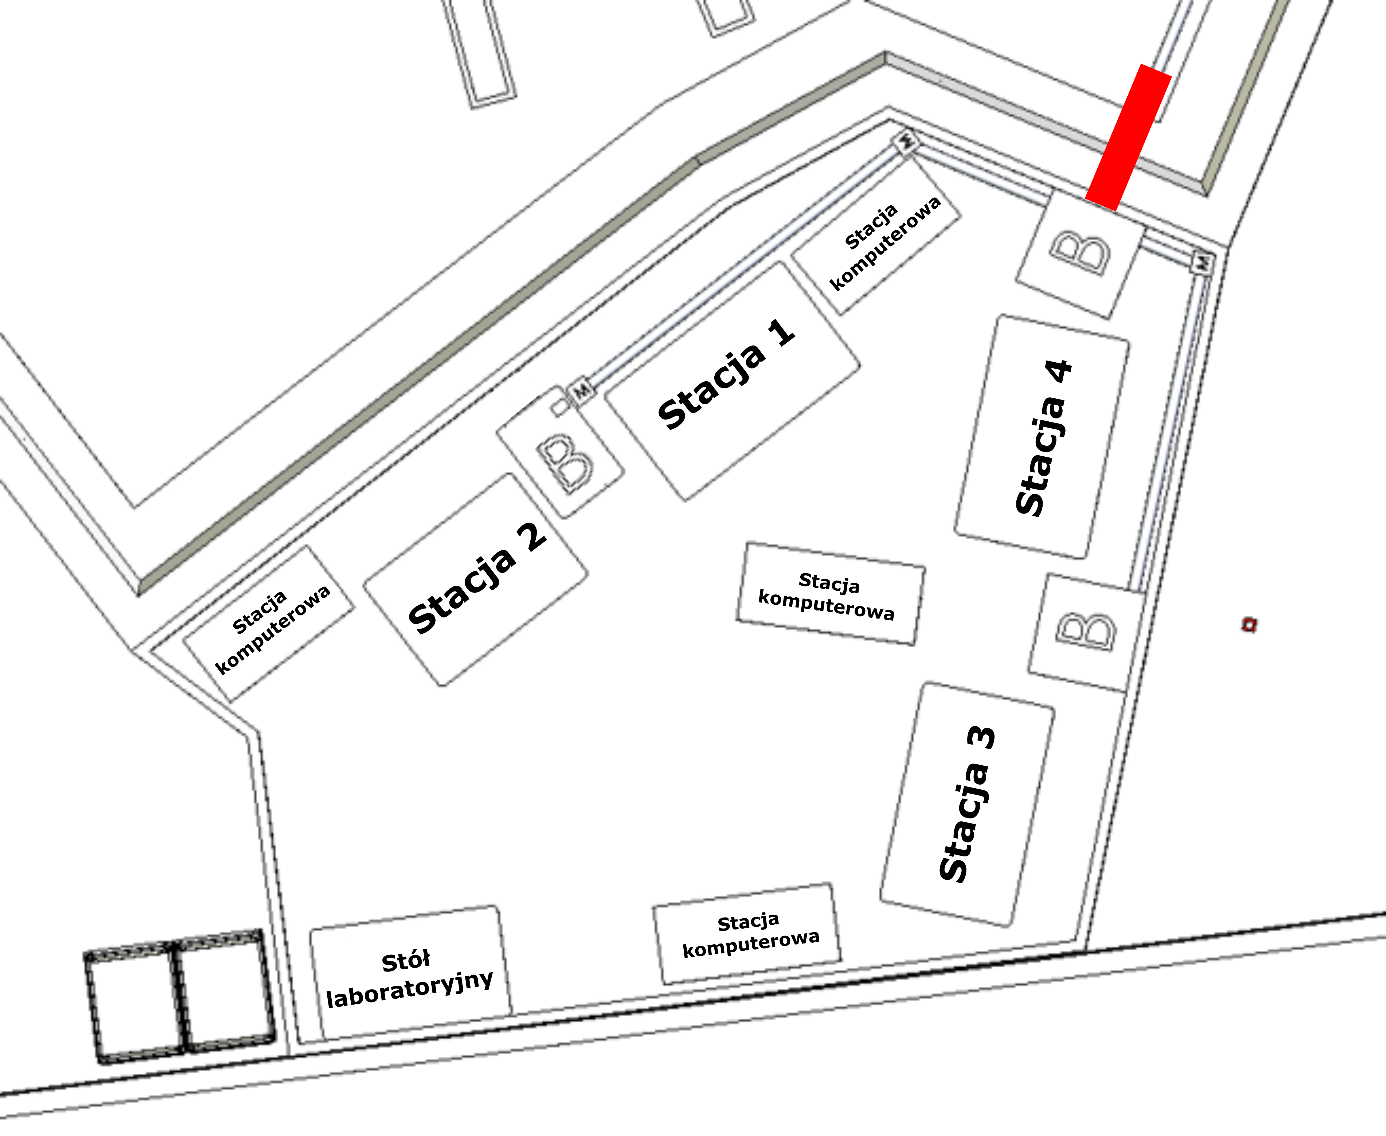 M
Stacja
komputerowa
B
M
Stacja 1
M
Stacja 4
B
Stacja 2
Stacja
komputerowa
Stacja
komputerowa
B
Stacja 3
Stół
laboratoryjny
Stacja
komputerowa